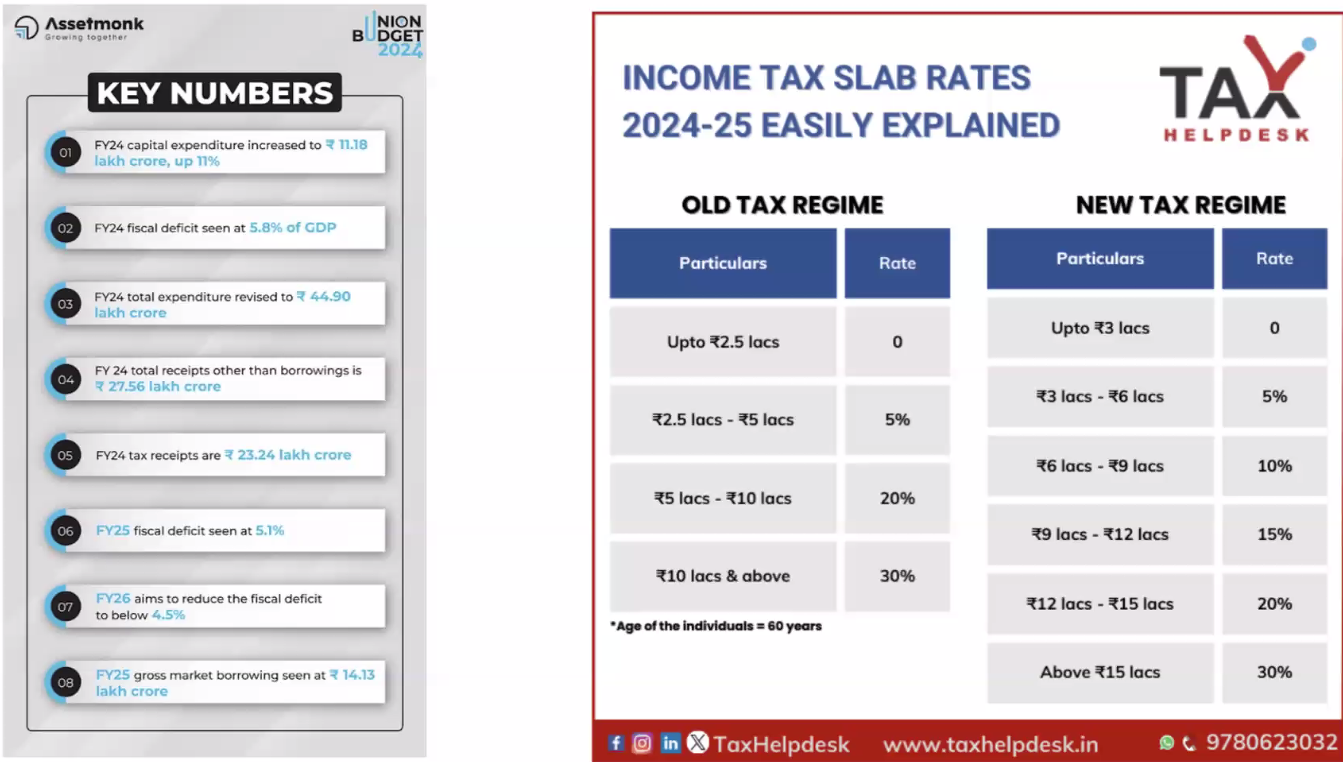 Assetmonk
Growing together
UNION
BUDGET
2024
KEY NUMBERS
01
FY24 capital expenditure increased to ₹ 11.18
lakh crore, up 11%
02
FY24 fiscal deficit seen at 5.8% of GDP
03
FY24 total expenditure revised to ₹ 44.90
lakh crore
04
FY 24 total receipts other than borrowings is
₹ 27.56 lakh crore
05
FY24 tax receipts are ₹ 23.24 lakh crore
06
FY25 fiscal deficit seen at 5.1%
07
FY26 aims to reduce the fiscal deficit
to below 4.5%
08
FY25 gross market borrowing seen at ₹ 14.13
lakh crore
INCOME TAX SLAB RATES
2024-25 EASILY EXPLAINED
TAX
HELPDESK
OLD TAX REGIME
Particulars Rate
Upto ₹2.5 lacs 0
₹2.5 lacs - ₹5 lacs 5%
₹5 lacs - ₹10 lacs 20%
₹10 lacs & above 30%
*Age of the individuals = 60 years
NEW TAX REGIME
Particulars Rate
Upto ₹3 lacs 0
₹3 lacs - ₹6 lacs 5%
₹6 lacs - ₹9 lacs 10%
₹9 lacs - ₹12 lacs 15%
₹12 lacs - ₹15 lacs 20%
Above ₹15 lacs 30%
TaxHelpdesk www.taxhelpdesk.in 9780623032